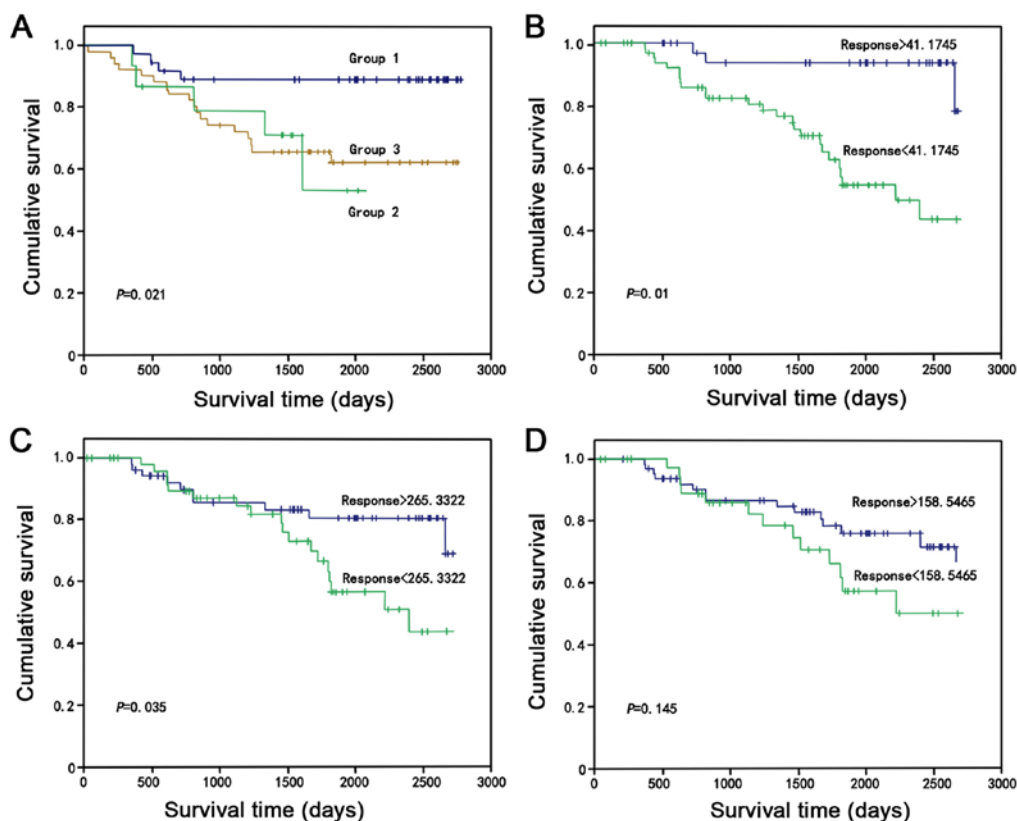 A
Cumulative survival
1.0
0.8
0.6
0.4
0.2
0
Group 1
Group 3
Group 2
P=0.021
0 500 1000 1500 2000 2500 3000
Survival time (days)
B
Cumulative survival
1.0
0.8
0.6
0.4
0.2
0
Response>41.1745
Response<41.1745
P=0.01
0 500 1000 1500 2000 2500 3000
Survival time (days)
C
Cumulative survival
1.0
0.8
0.6
0.4
0.2
0
Response>265.3322
Response<265.3322
P=0.035
0 500 1000 1500 2000 2500 3000
Survival time (days)
D
Cumulative survival
1.0
0.8
0.6
0.4
0.2
0
Response>158.5465
Response<158.5465
P=0.145
0 500 1000 1500 2000 2500 3000
Survival time (days)